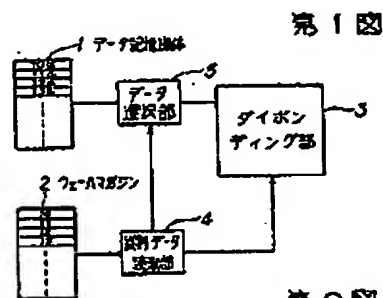 第1図
1 データ記憶媒体
5
データ
選択部
ダイボン
ディング部
3
2 ウェーハマガジン
4
試料データ
読取部
第2図